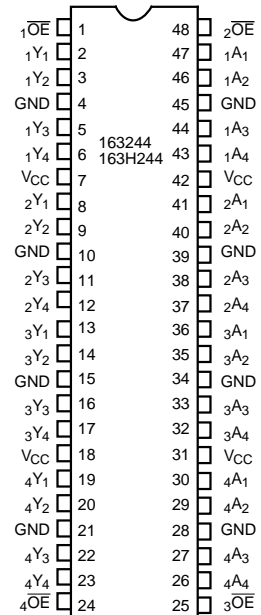 ₁O̅E̅ 1 48 ₂O̅E̅
₁Y₁ 2 47 ₁A₁
₁Y₂ 3 46 ₁A₂
GND 4 45 GND
₁Y₃ 5 44 ₁A₃
163244
₁Y₄ 6 43 ₁A₄
163H244
VCC 7 42 VCC
₂Y₁ 8 41 ₂A₁
₂Y₂ 9 40 ₂A₂
GND 10 39 GND
₂Y₃ 11 38 ₂A₃
₂Y₄ 12 37 ₂A₄
₃Y₁ 13 36 ₃A₁
₃Y₂ 14 35 ₃A₂
GND 15 34 GND
₃Y₃ 16 33 ₃A₃
₃Y₄ 17 32 ₃A₄
VCC 18 31 VCC
₄Y₁ 19 30 ₄A₁
₄Y₂ 20 29 ₄A₂
GND 21 28 GND
₄Y₃ 22 27 ₄A₃
₄Y₄ 23 26 ₄A₄
₄O̅E̅ 24 25 ₃O̅E̅